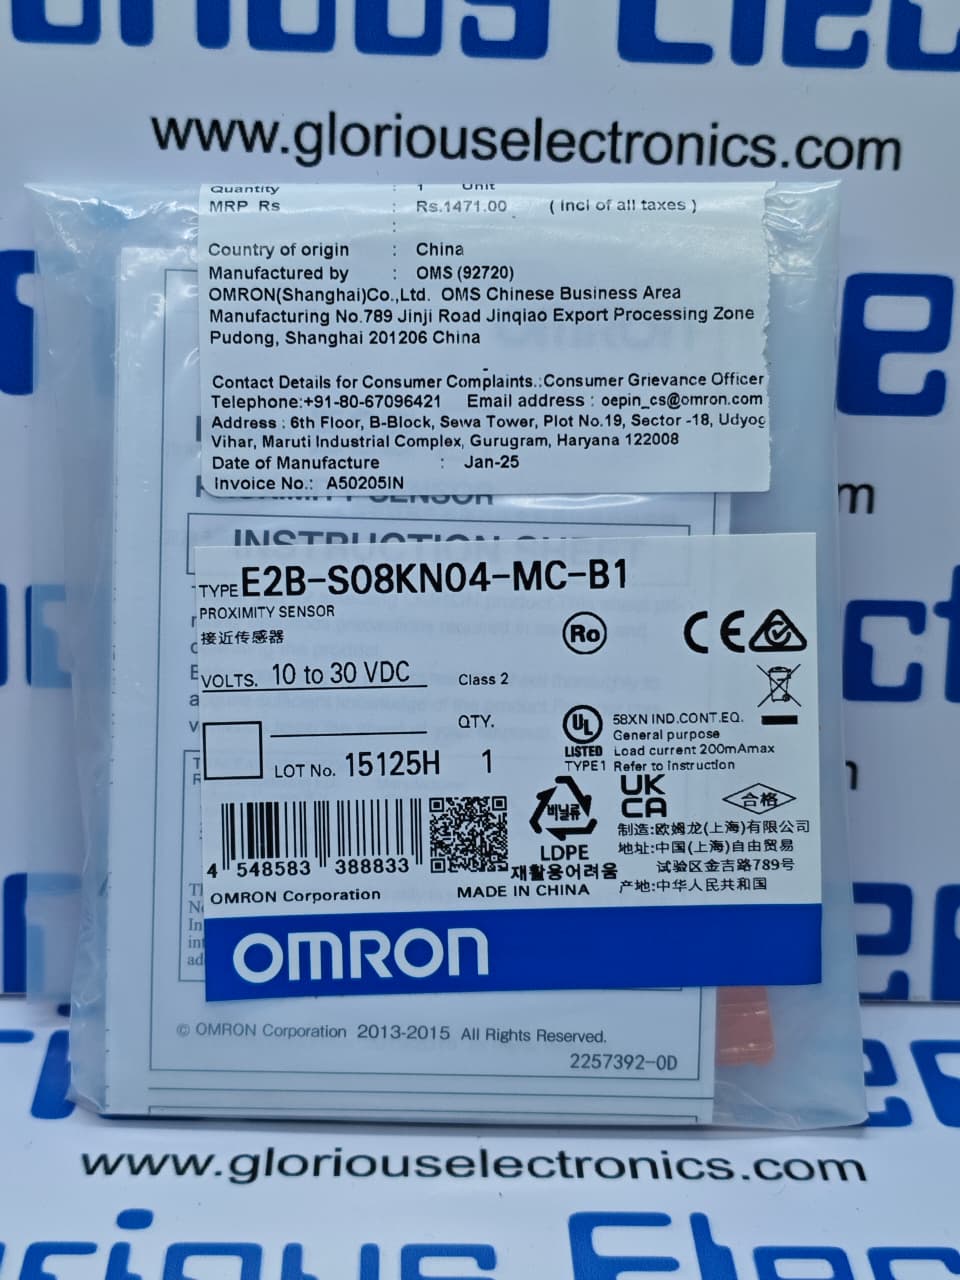 www.gloriouselectronics.com
Quantity : 1 Unit
MRP Rs : Rs.1471.00 ( Incl of all taxes )
:
Country of origin : China
Manufactured by : OMS (92720)
OMRON(Shanghai)Co.,Ltd. OMS Chinese Business Area
Manufacturing No.789 Jinji Road Jinqiao Export Processing Zone
Pudong, Shanghai 201206 China
Contact Details for Consumer Complaints.:Consumer Grievance Officer
Telephone:+91-80-67096421 Email address : oepin_cs@omron.com
Address : 6th Floor, B-Block, Sewa Tower, Plot No.19, Sector -18, Udyog
Vihar, Maruti Industrial Complex, Gurugram, Haryana 122008
Date of Manufacture : Jan-25
Invoice No.: A50205IN
INSTRUCTION SHEET
TYPE E2B-S08KN04-MC-B1
PROXIMITY SENSOR
接近传感器
Ro
CE
VOLTS. 10 to 30 VDC Class 2
QTY.
LOT No. 15125H 1
UL
LISTED
TYPE1
58XN IND.CONT.EQ.
General purpose
Load current 200mAmax
Refer to Instruction
비닐류
LDPE
재활용어려움
UK
CA
合格
制造:欧姆龙(上海)有限公司
地址:中国(上海)自由贸易
试验区金吉路789号
产地:中华人民共和国
4 548583 388833
OMRON Corporation MADE IN CHINA
OMRON
© OMRON Corporation 2013-2015 All Rights Reserved.
2257392-0D
www.gloriouselectronics.com